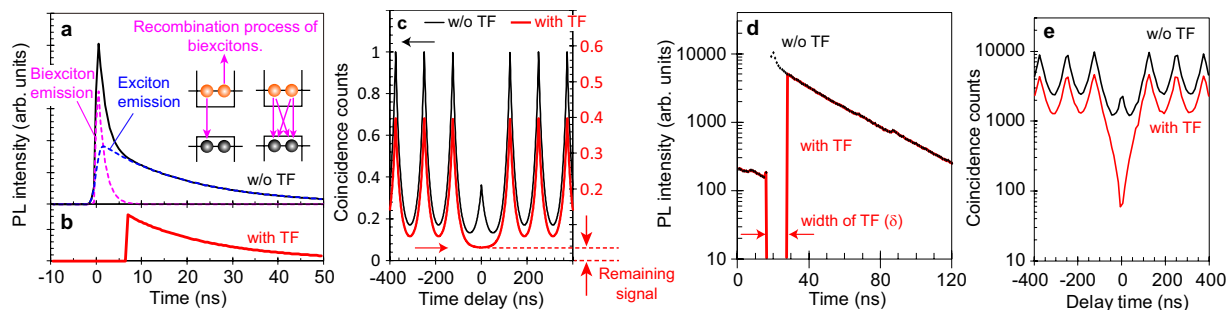 a
Recombination process of
biexcitons.
Biexciton
emission
Exciton
emission
w/o TF
PL intensity (arb. units)
b
with TF
-10 0 10 20 30 40 50
Time (ns)
w/o TF with TF
c
Coincidence counts
1
0.8
0.6
0.4
0.2
0
0.6
0.5
0.4
0.3
0.2
-400 -200 0 200
Time delay (ns)
Remaining
signal
d
w/o TF
PL intensity (arb. units)
10000
1000
100
10
with TF
width of TF (δ)
0 20 40 60 80 100 120
Time (ns)
e
w/o TF
Coincidence counts
10000
1000
100
10
with TF
-400 -200 0 200 400
Delay time (ns)